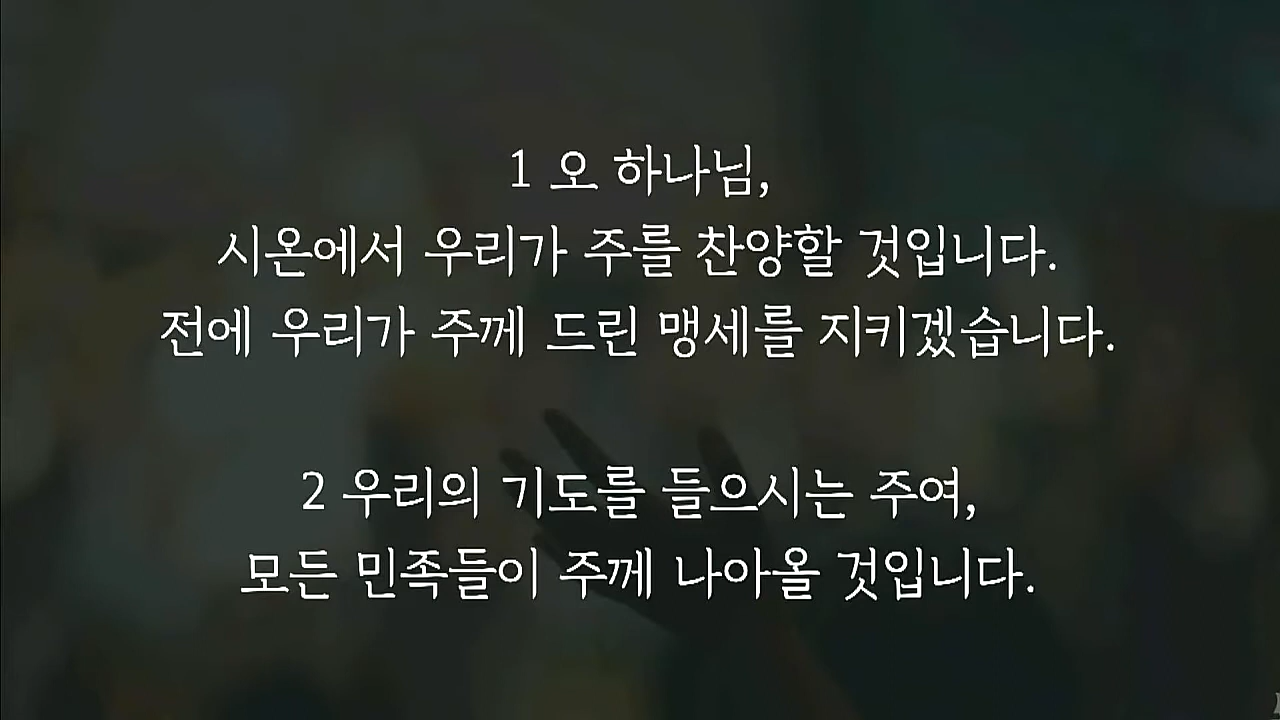 1 오 하나님,
시온에서 우리가 주를 찬양할 것입니다.
전에 우리가 주께 드린 맹세를 지키겠습니다.
2 우리의 기도를 들으시는 주여,
모든 민족들이 주께 나아올 것입니다.